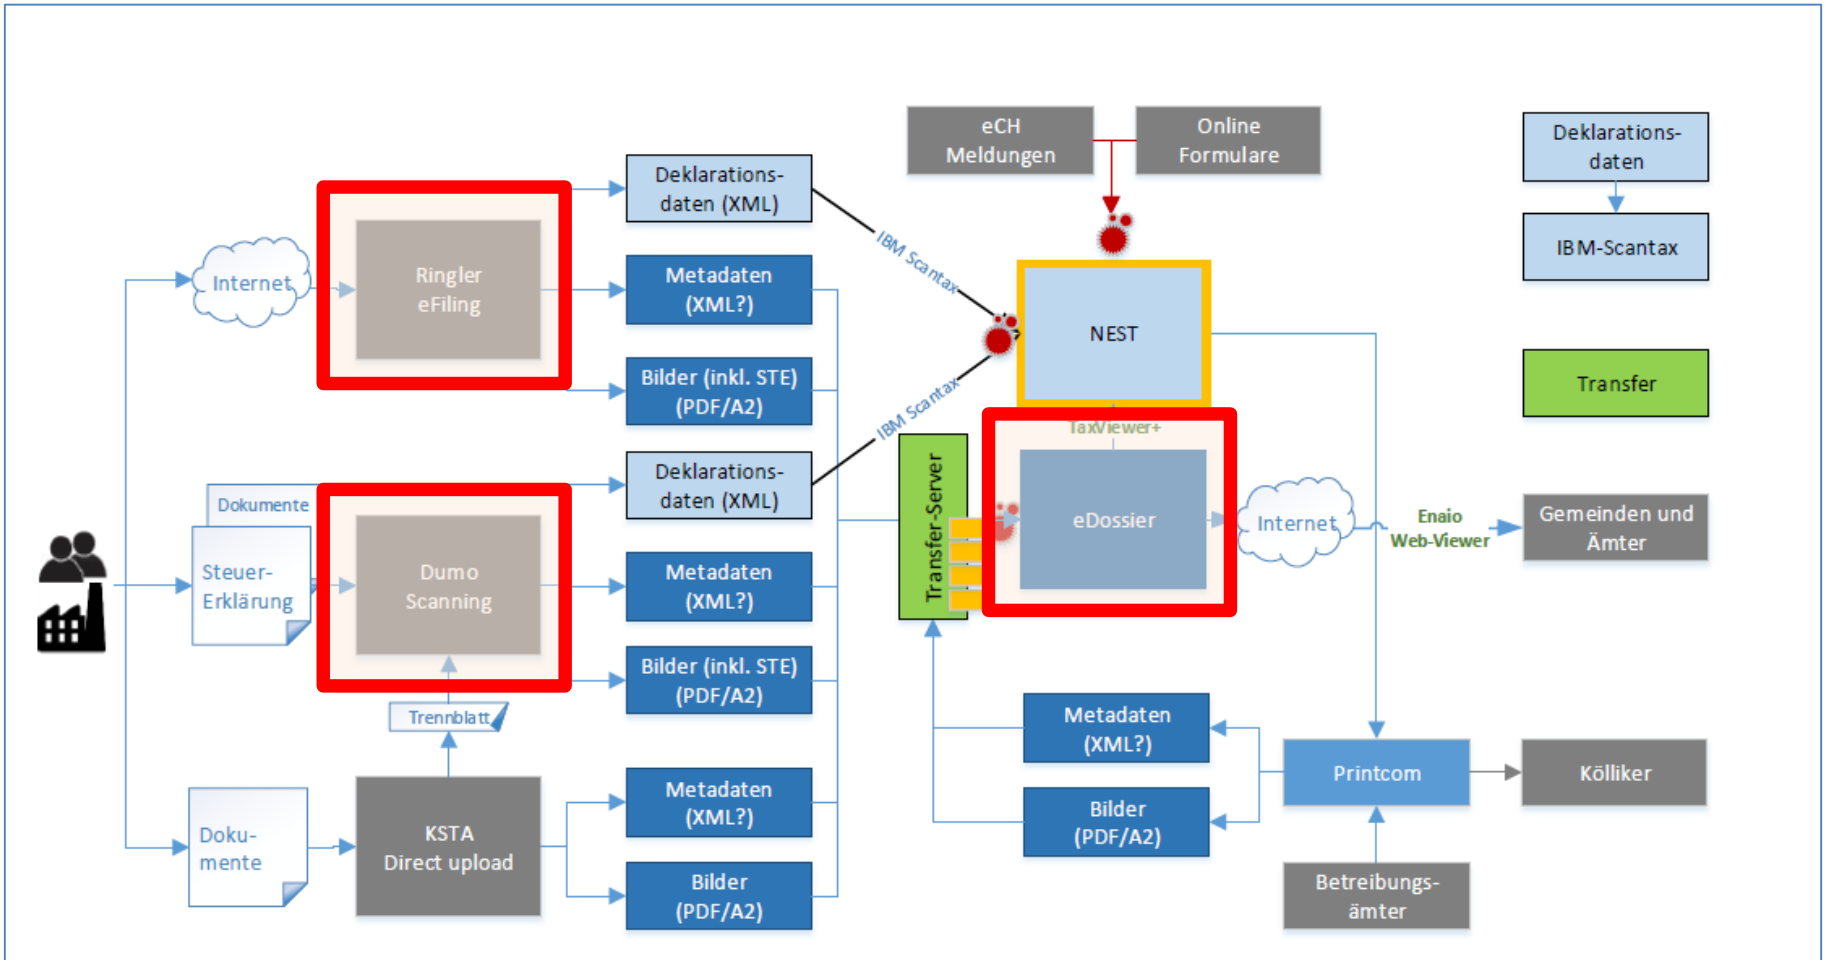 eCH
Meldungen
Online
Formulare
Deklarations-
daten
IBM-Scantax
Transfer
Deklarations-
daten (XML)
IBM Scantax
Internet
Ringler
eFiling
Metadaten
(XML?)
NEST
Bilder (inkl. STE)
(PDF/A2)
IBM Scantax
TaxViewer+
Deklarations-
daten (XML)
Transfer-Server
eDossier
Internet
Enaio
Web-Viewer
Gemeinden und
Ämter
Dokumente
Steuer-
Erklärung
Dumo
Scanning
Metadaten
(XML?)
Bilder (inkl. STE)
(PDF/A2)
Trennblatt
Metadaten
(XML?)
Printcom
Kölliker
Doku-
mente
KSTA
Direct upload
Metadaten
(XML?)
Bilder
(PDF/A2)
Bilder
(PDF/A2)
Betreibungs-
ämter